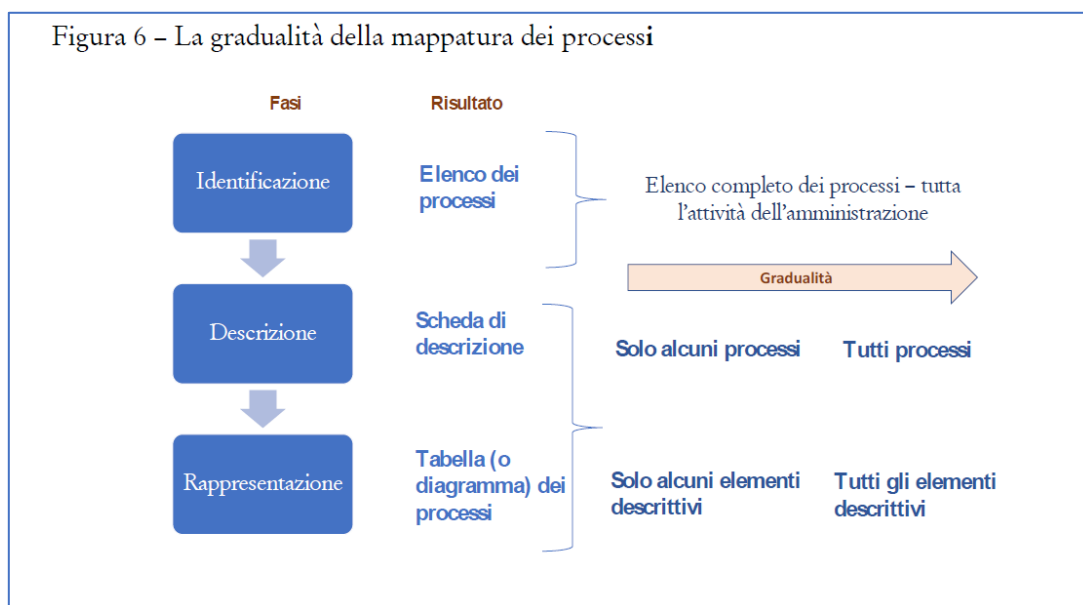 Figura 6 – La gradualità della mappatura dei processi
Fasi
Risultato
Identificazione
Elenco dei
processi
Elenco completo dei processi – tutta
l'attività dell'amministrazione
Gradualità
Descrizione
Scheda di
descrizione
Solo alcuni processi
Tutti processi
Rappresentazione
Tabella (o
diagramma) dei
processi
Solo alcuni elementi
descrittivi
Tutti gli elementi
descrittivi